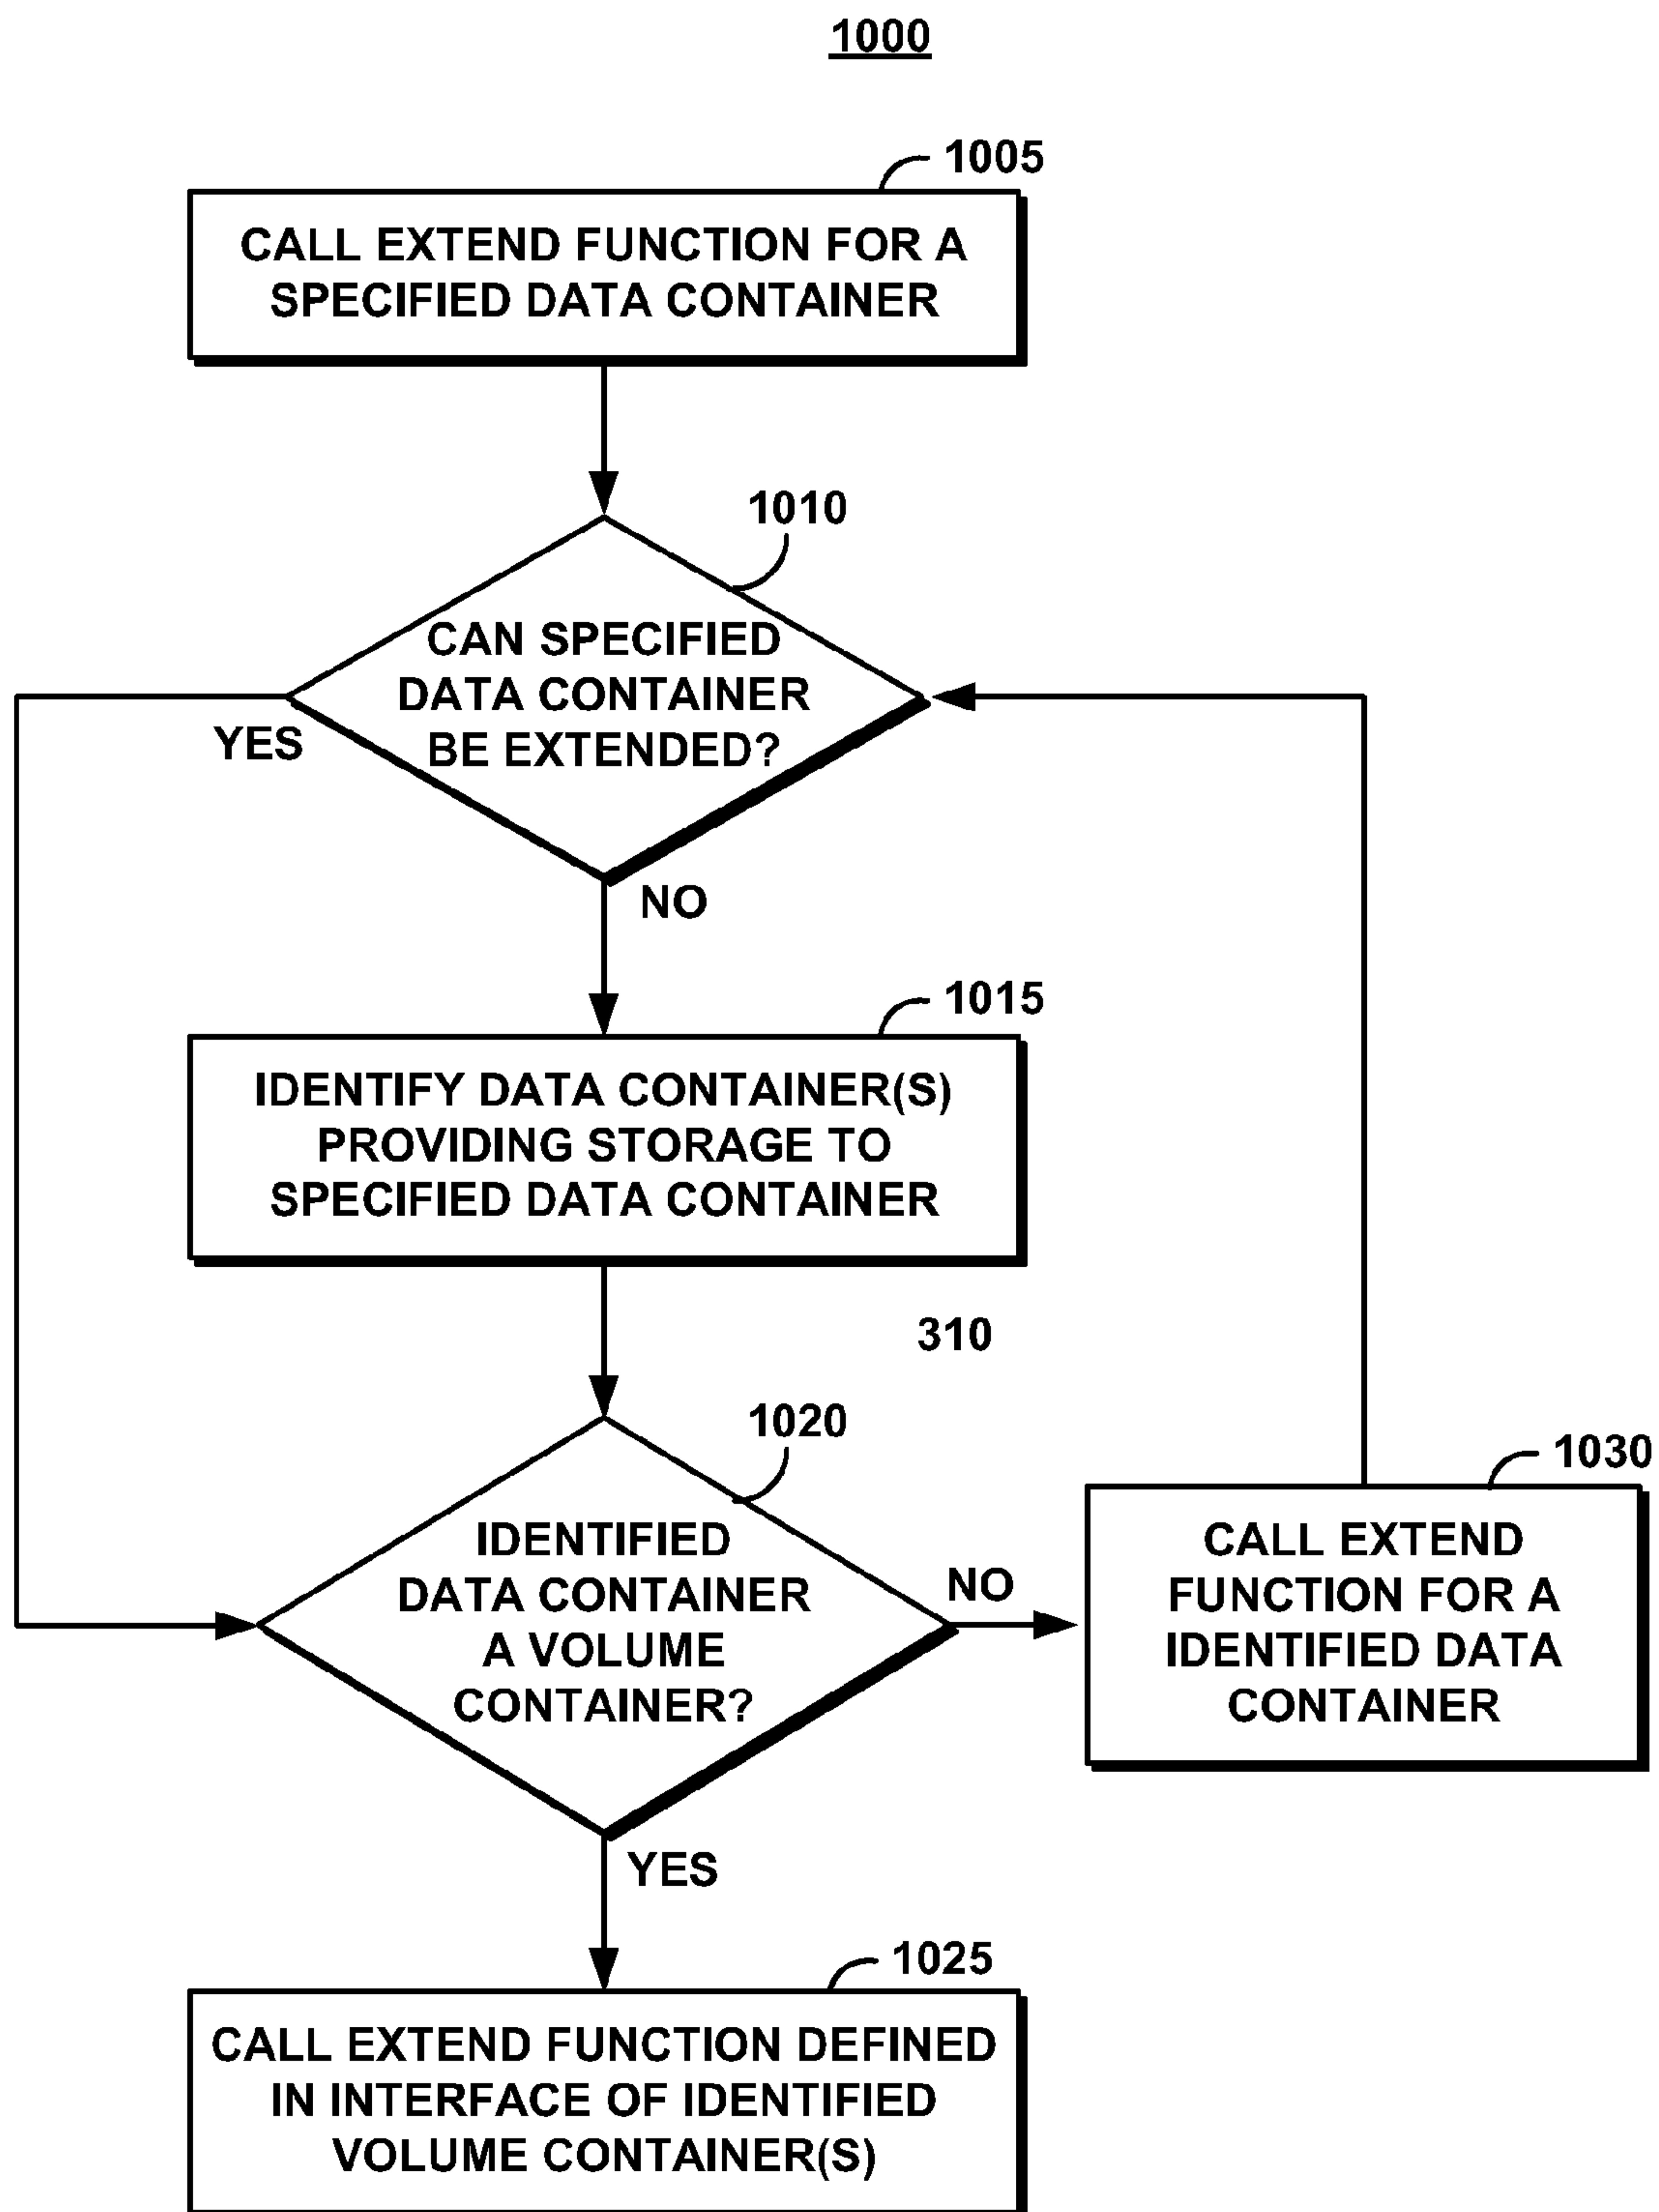 1000
1005
CALL EXTEND FUNCTION FOR A
SPECIFIED DATA CONTAINER
1010
CAN SPECIFIED
DATA CONTAINER
BE EXTENDED?
YES
NO
1015
IDENTIFY DATA CONTAINER(S)
PROVIDING STORAGE TO
SPECIFIED DATA CONTAINER
310
1020
IDENTIFIED
DATA CONTAINER
A VOLUME
CONTAINER?
NO
1030
CALL EXTEND
FUNCTION FOR A
IDENTIFIED DATA
CONTAINER
YES
1025
CALL EXTEND FUNCTION DEFINED
IN INTERFACE OF IDENTIFIED
VOLUME CONTAINER(S)